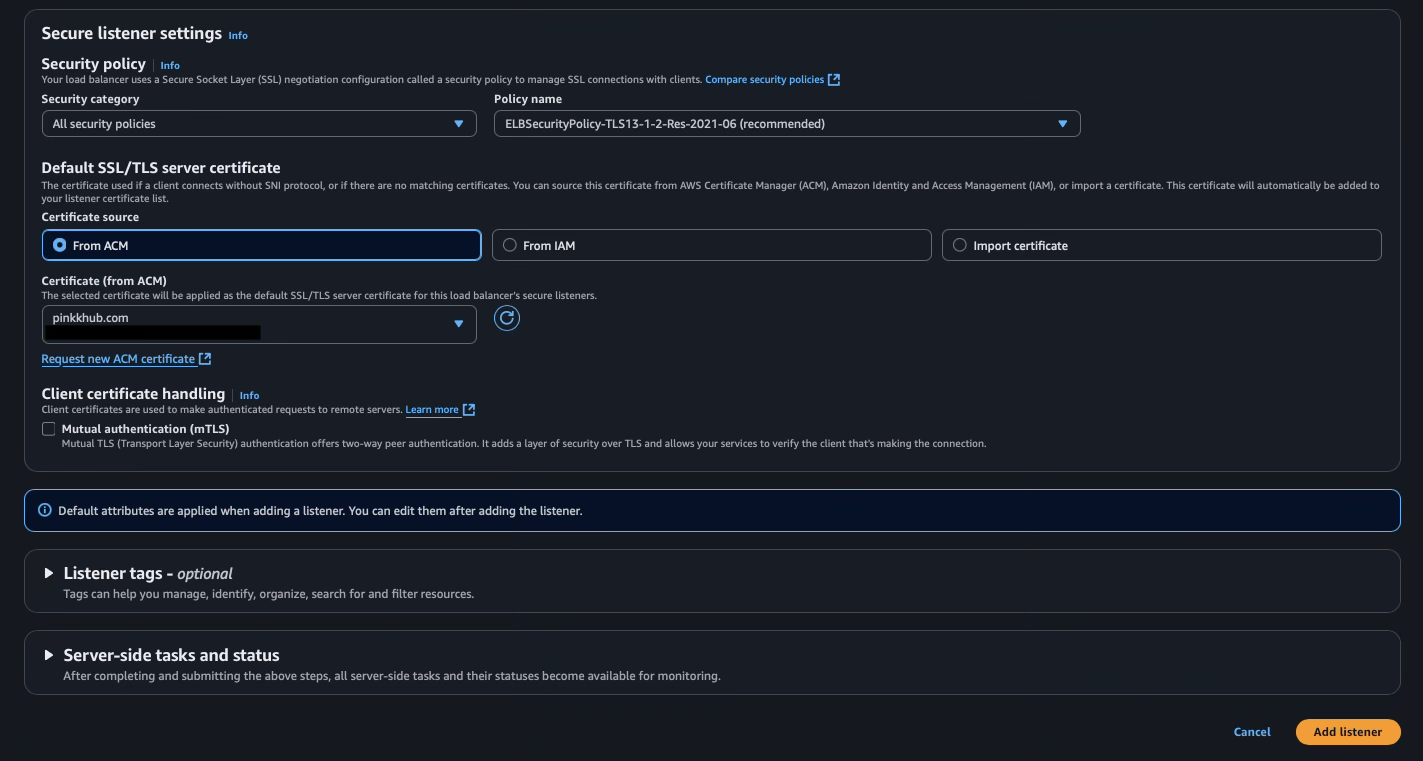 Secure listener settings Info
Security policy Info
Your load balancer uses a Secure Socket Layer (SSL) negotiation configuration called a security policy to manage SSL connections with clients. Compare security policies
Security category Policy name
All security policies ELBSecurityPolicy-TLS13-1-2-Res-2021-06 (recommended)
Default SSL/TLS server certificate
The certificate used if a client connects without SNI protocol, or if there are no matching certificates. You can source this certificate from AWS Certificate Manager (ACM), Amazon Identity and Access Management (IAM), or import a certificate. This certificate will automatically be added to
your listener certificate list.
Certificate source
From ACM From IAM Import certificate
Certificate (from ACM)
The selected certificate will be applied as the default SSL/TLS server certificate for this load balancer's secure listeners.
pinkkhub.com
Request new ACM certificate
Client certificate handling Info
Client certificates are used to make authenticated requests to remote servers. Learn more
Mutual authentication (mTLS)
Mutual TLS (Transport Layer Security) authentication offers two-way peer authentication. It adds a layer of security over TLS and allows your services to verify the client that's making the connection.
Default attributes are applied when adding a listener. You can edit them after adding the listener.
Listener tags - optional
Tags can help you manage, identify, organize, search for and filter resources.
Server-side tasks and status
After completing and submitting the above steps, all server-side tasks and their statuses become available for monitoring.
Cancel Add listener